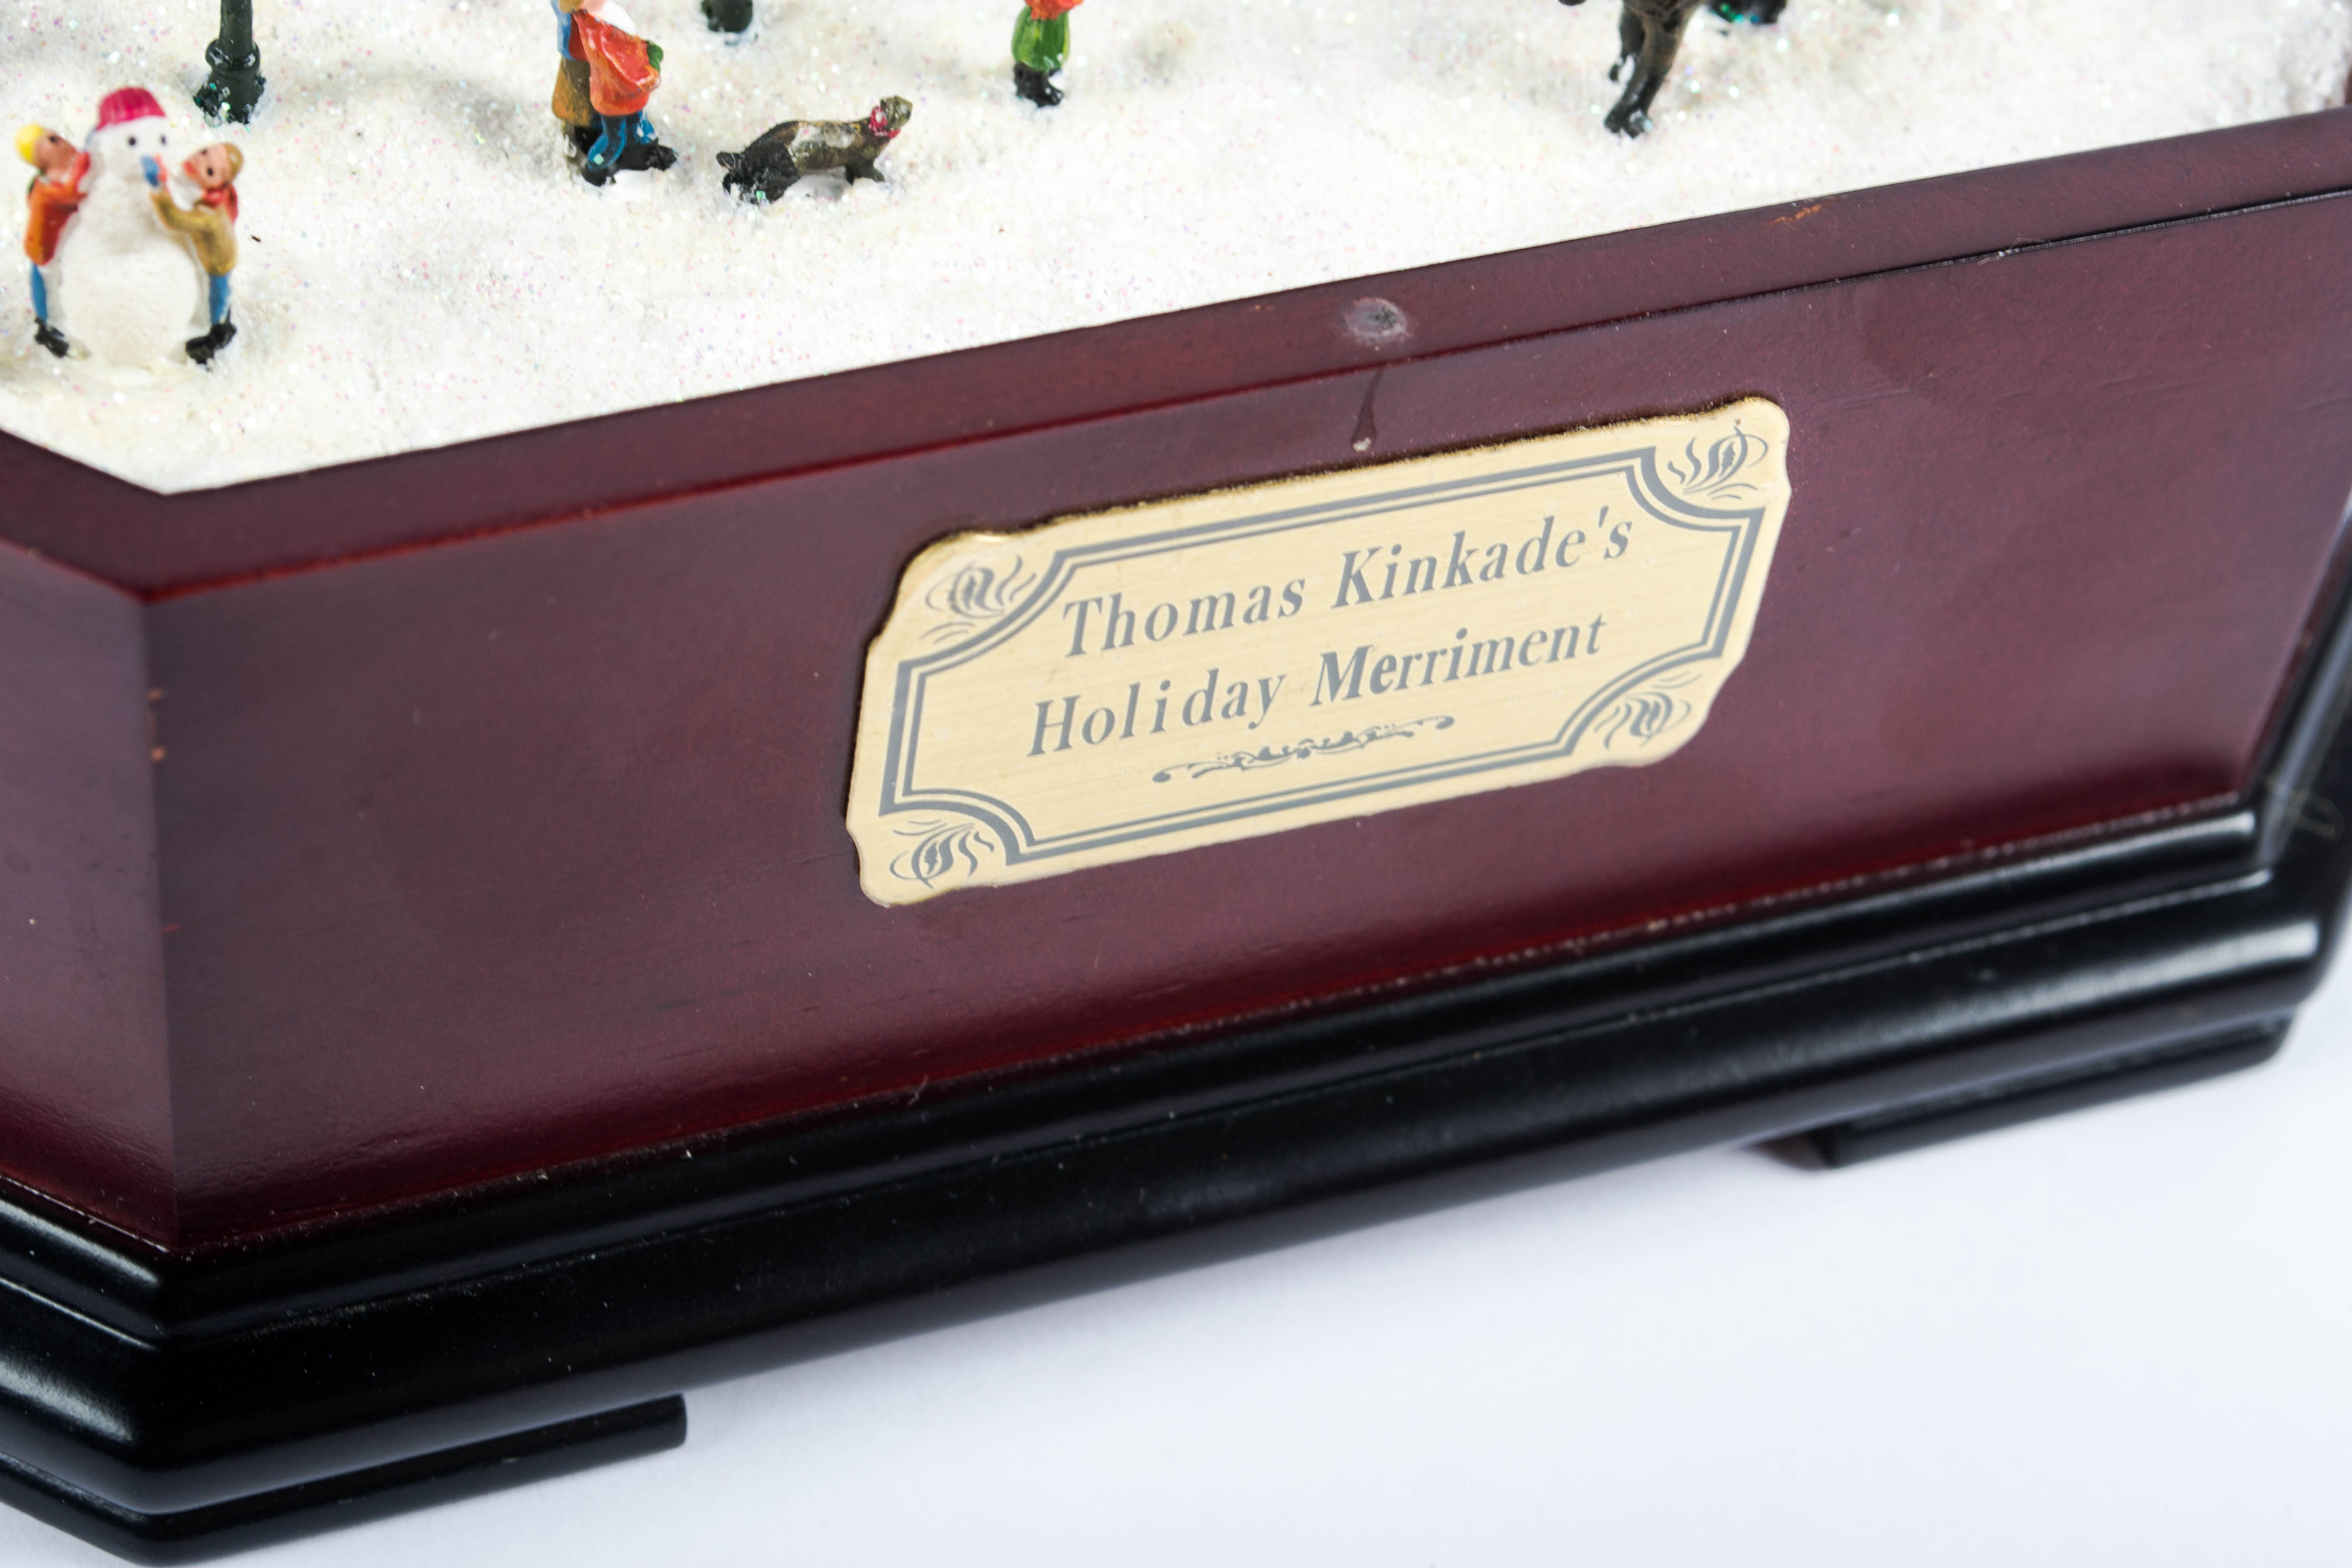 Thomas Kinkade's
Holiday Merriment